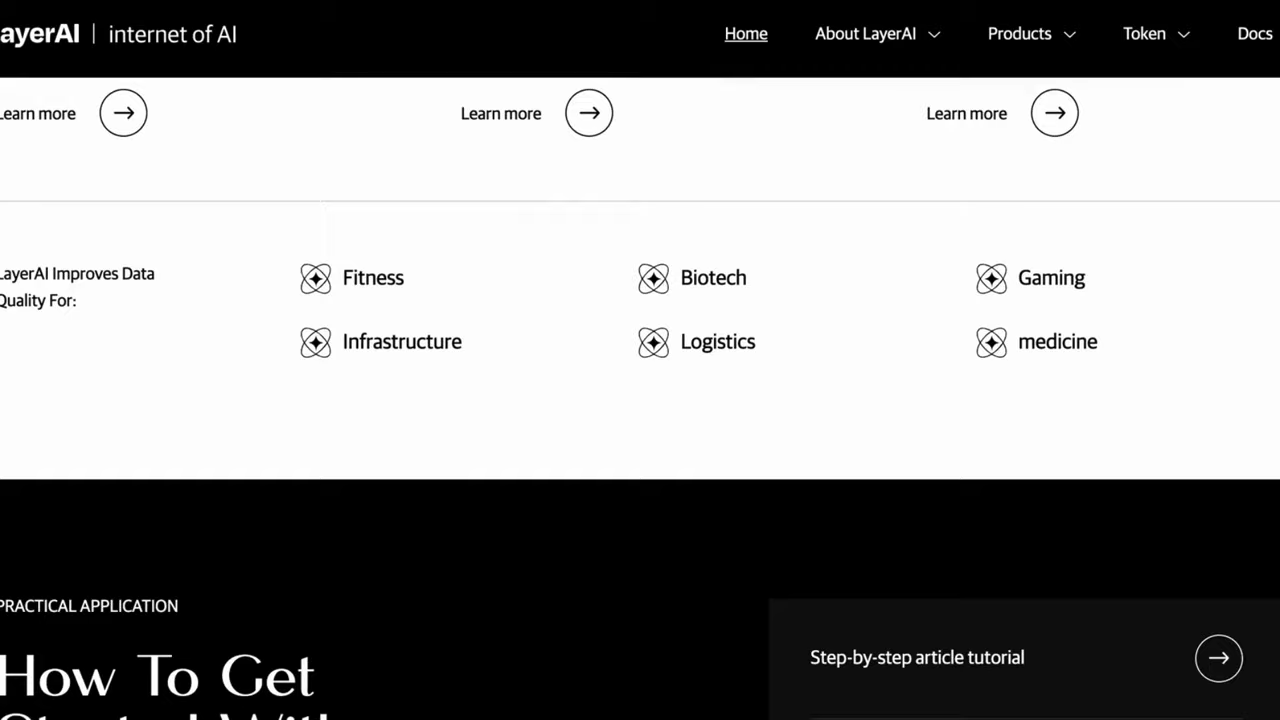 ayerAI | internet of AI
Home
About LayerAI
Products
Token
Docs
Learn more
Learn more
Learn more
LayerAI Improves Data
Quality For:
Fitness
Biotech
Gaming
Infrastructure
Logistics
medicine
PRACTICAL APPLICATION
How To Get
Step-by-step article tutorial